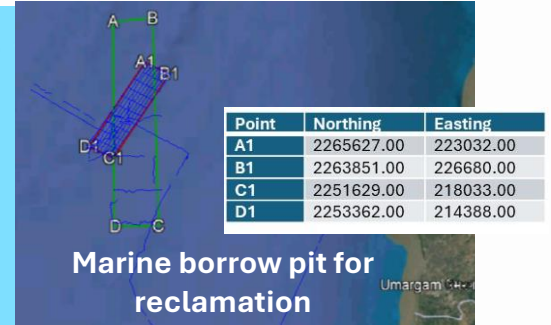 A B
A1
B1
D1
C1
D C
Point Northing Easting
A1 2265627.00 223032.00
B1 2263851.00 226680.00
C1 2251629.00 218033.00
D1 2253362.00 214388.00
Marine borrow pit for
reclamation
Umargam